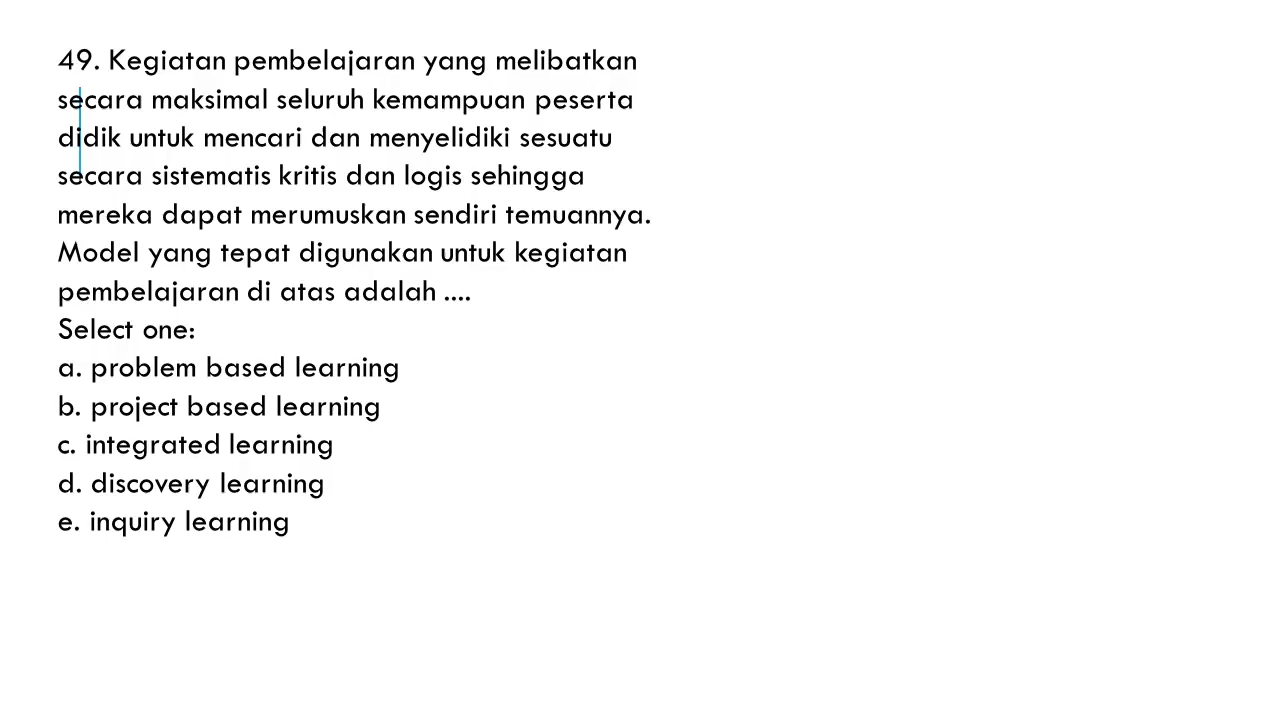 49. Kegiatan pembelajaran yang melibatkan
secara maksimal seluruh kemampuan peserta
didik untuk mencari dan menyelidiki sesuatu
secara sistematis kritis dan logis sehingga
mereka dapat merumuskan sendiri temuannya.
Model yang tepat digunakan untuk kegiatan
pembelajaran di atas adalah ....
Select one:
a. problem based learning
b. project based learning
c. integrated learning
d. discovery learning
e. inquiry learning